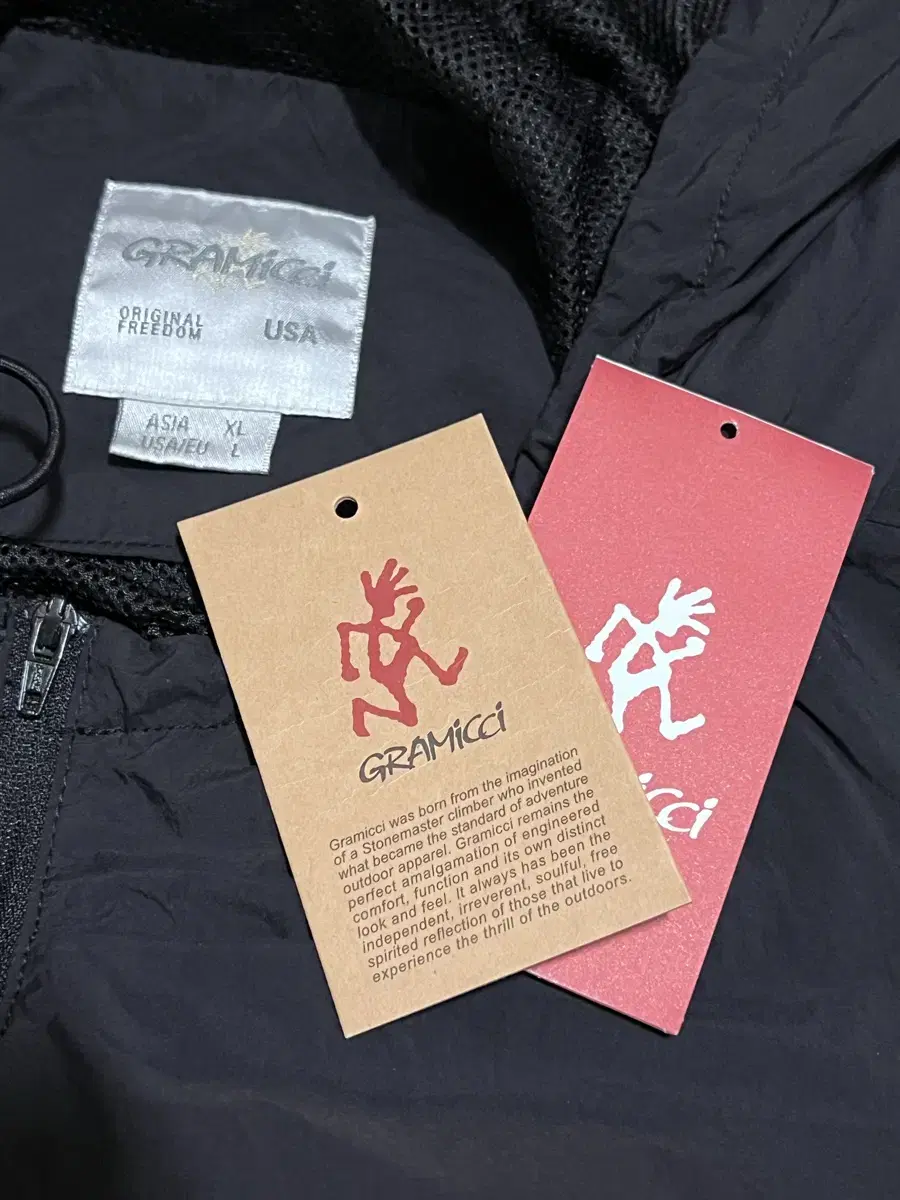 GRAMiCCi
ORIGINAL
FREEDOM
USA
ASIA XL
USA/EU L
GRAMiCCi
Gramicci was born from the imagination
of a Stonemaster climber who invented
what became the standard of adventure
outdoor apparel. Gramicci remains the
perfect amalgamation of engineered
comfort, function and its own distinct
look and feel. It always has been the
independent, irreverent, soulful, free
spirited reflection of those that live to
experience the thrill of the outdoors.
iCCi